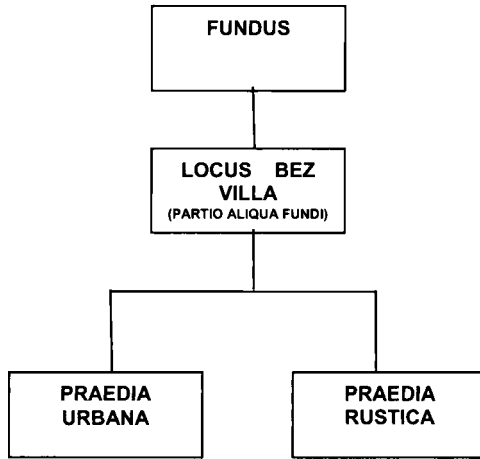 FUNDUS
LOCUS BEZ
VILLA
(PARTIO ALIQUA FUNDI)
PRAEDIA
URBANA
PRAEDIA
RUSTICA